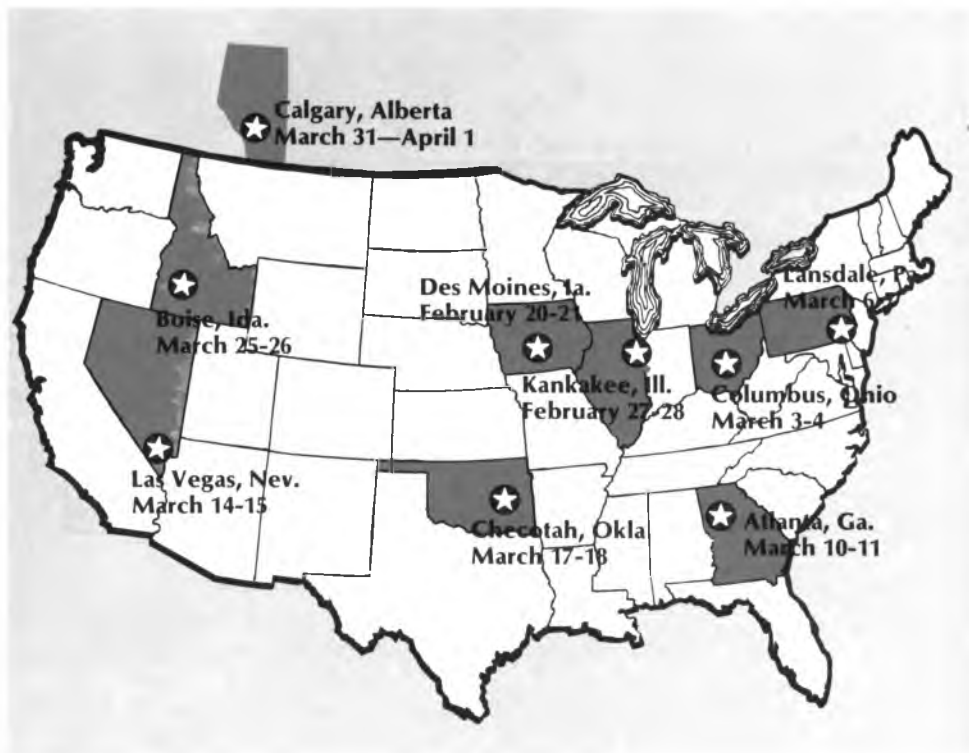 Calgary, Alberta
March 31—April 1
Lansdale, Pa.
March 6-7
Des Moines, Ia.
February 20-21
Boise, Ida.
March 25-26
Kankakee, Ill.
February 27-28
Columbus, Ohio
March 3-4
Las Vegas, Nev.
March 14-15
Checotah, Okla
March 17-18
Atlanta, Ga.
March 10-11